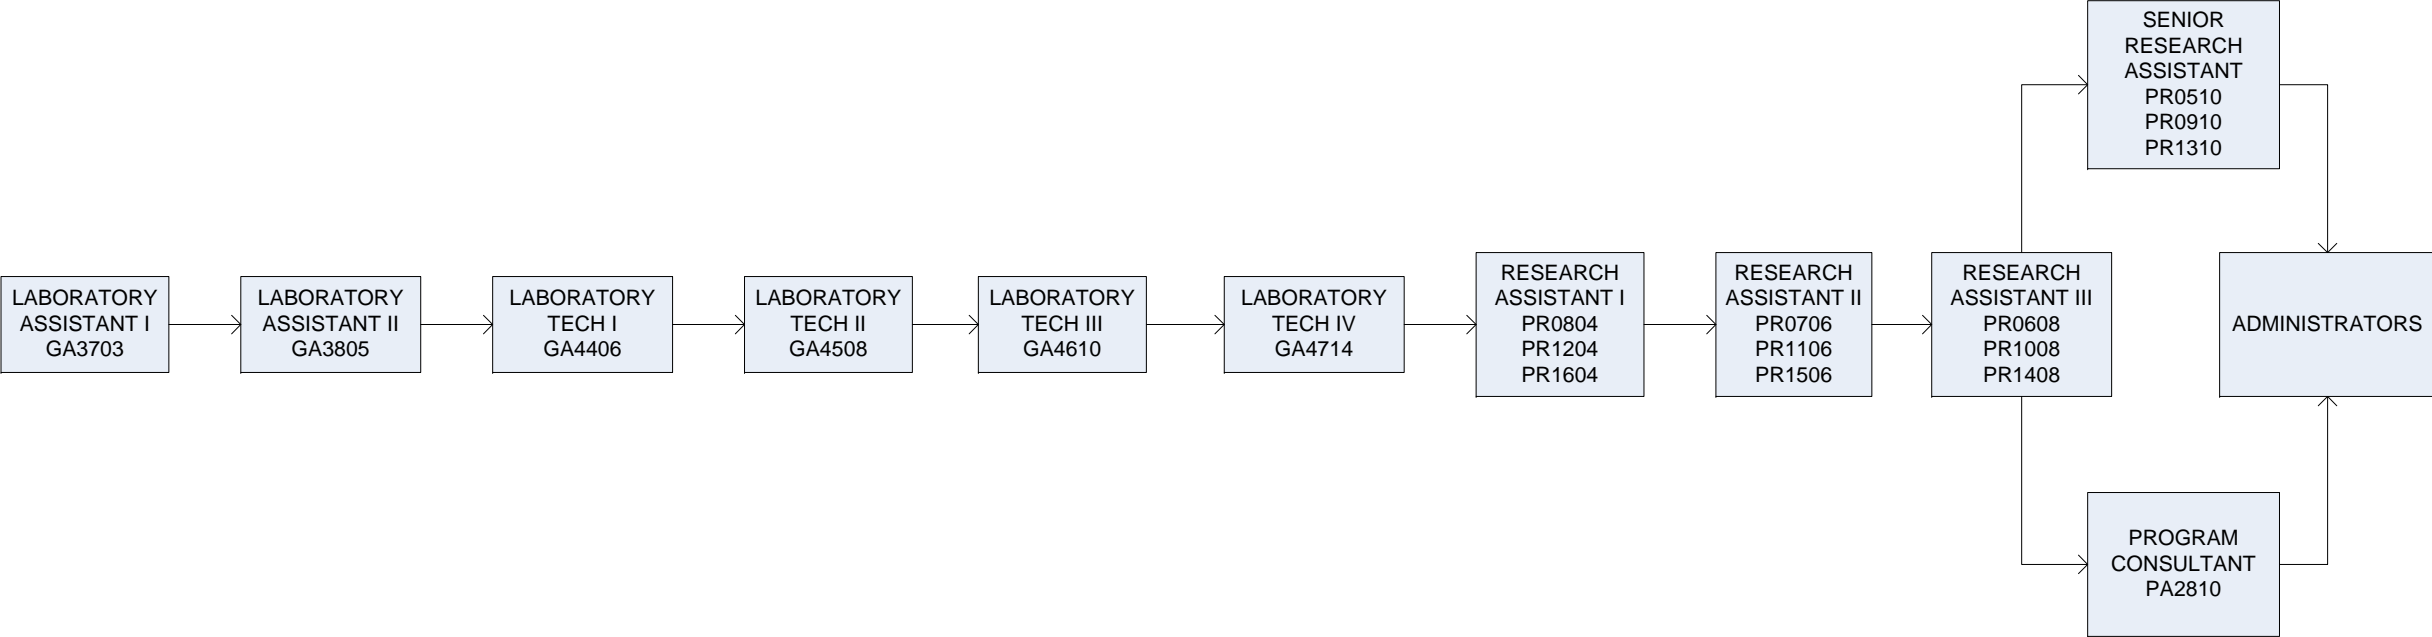 LABORATORY
ASSISTANT I
GA3703
LABORATORY
ASSISTANT II
GA3805
LABORATORY
TECH I
GA4406
LABORATORY
TECH II
GA4508
LABORATORY
TECH III
GA4610
LABORATORY
TECH IV
GA4714
RESEARCH
ASSISTANT I
PR0804
PR1204
PR1604
RESEARCH
ASSISTANT II
PR0706
PR1106
PR1506
RESEARCH
ASSISTANT III
PR0608
PR1008
PR1408
SENIOR
RESEARCH
ASSISTANT
PR0510
PR0910
PR1310
PROGRAM
CONSULTANT
PA2810
ADMINISTRATORS